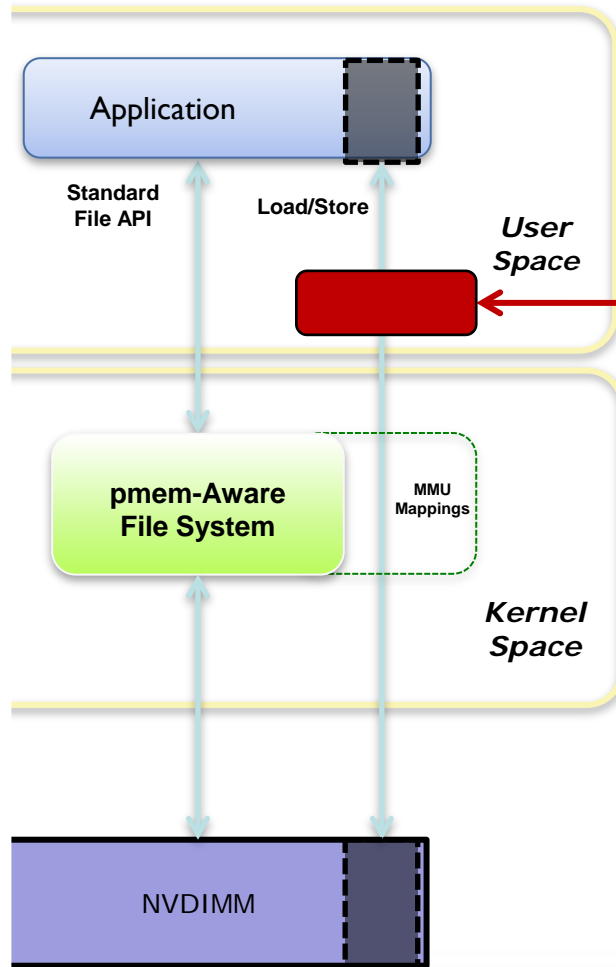 Application
Standard
File API
Load/Store
User
Space
pmem-Aware
File System
MMU
Mappings
Kernel
Space
NVDIMM